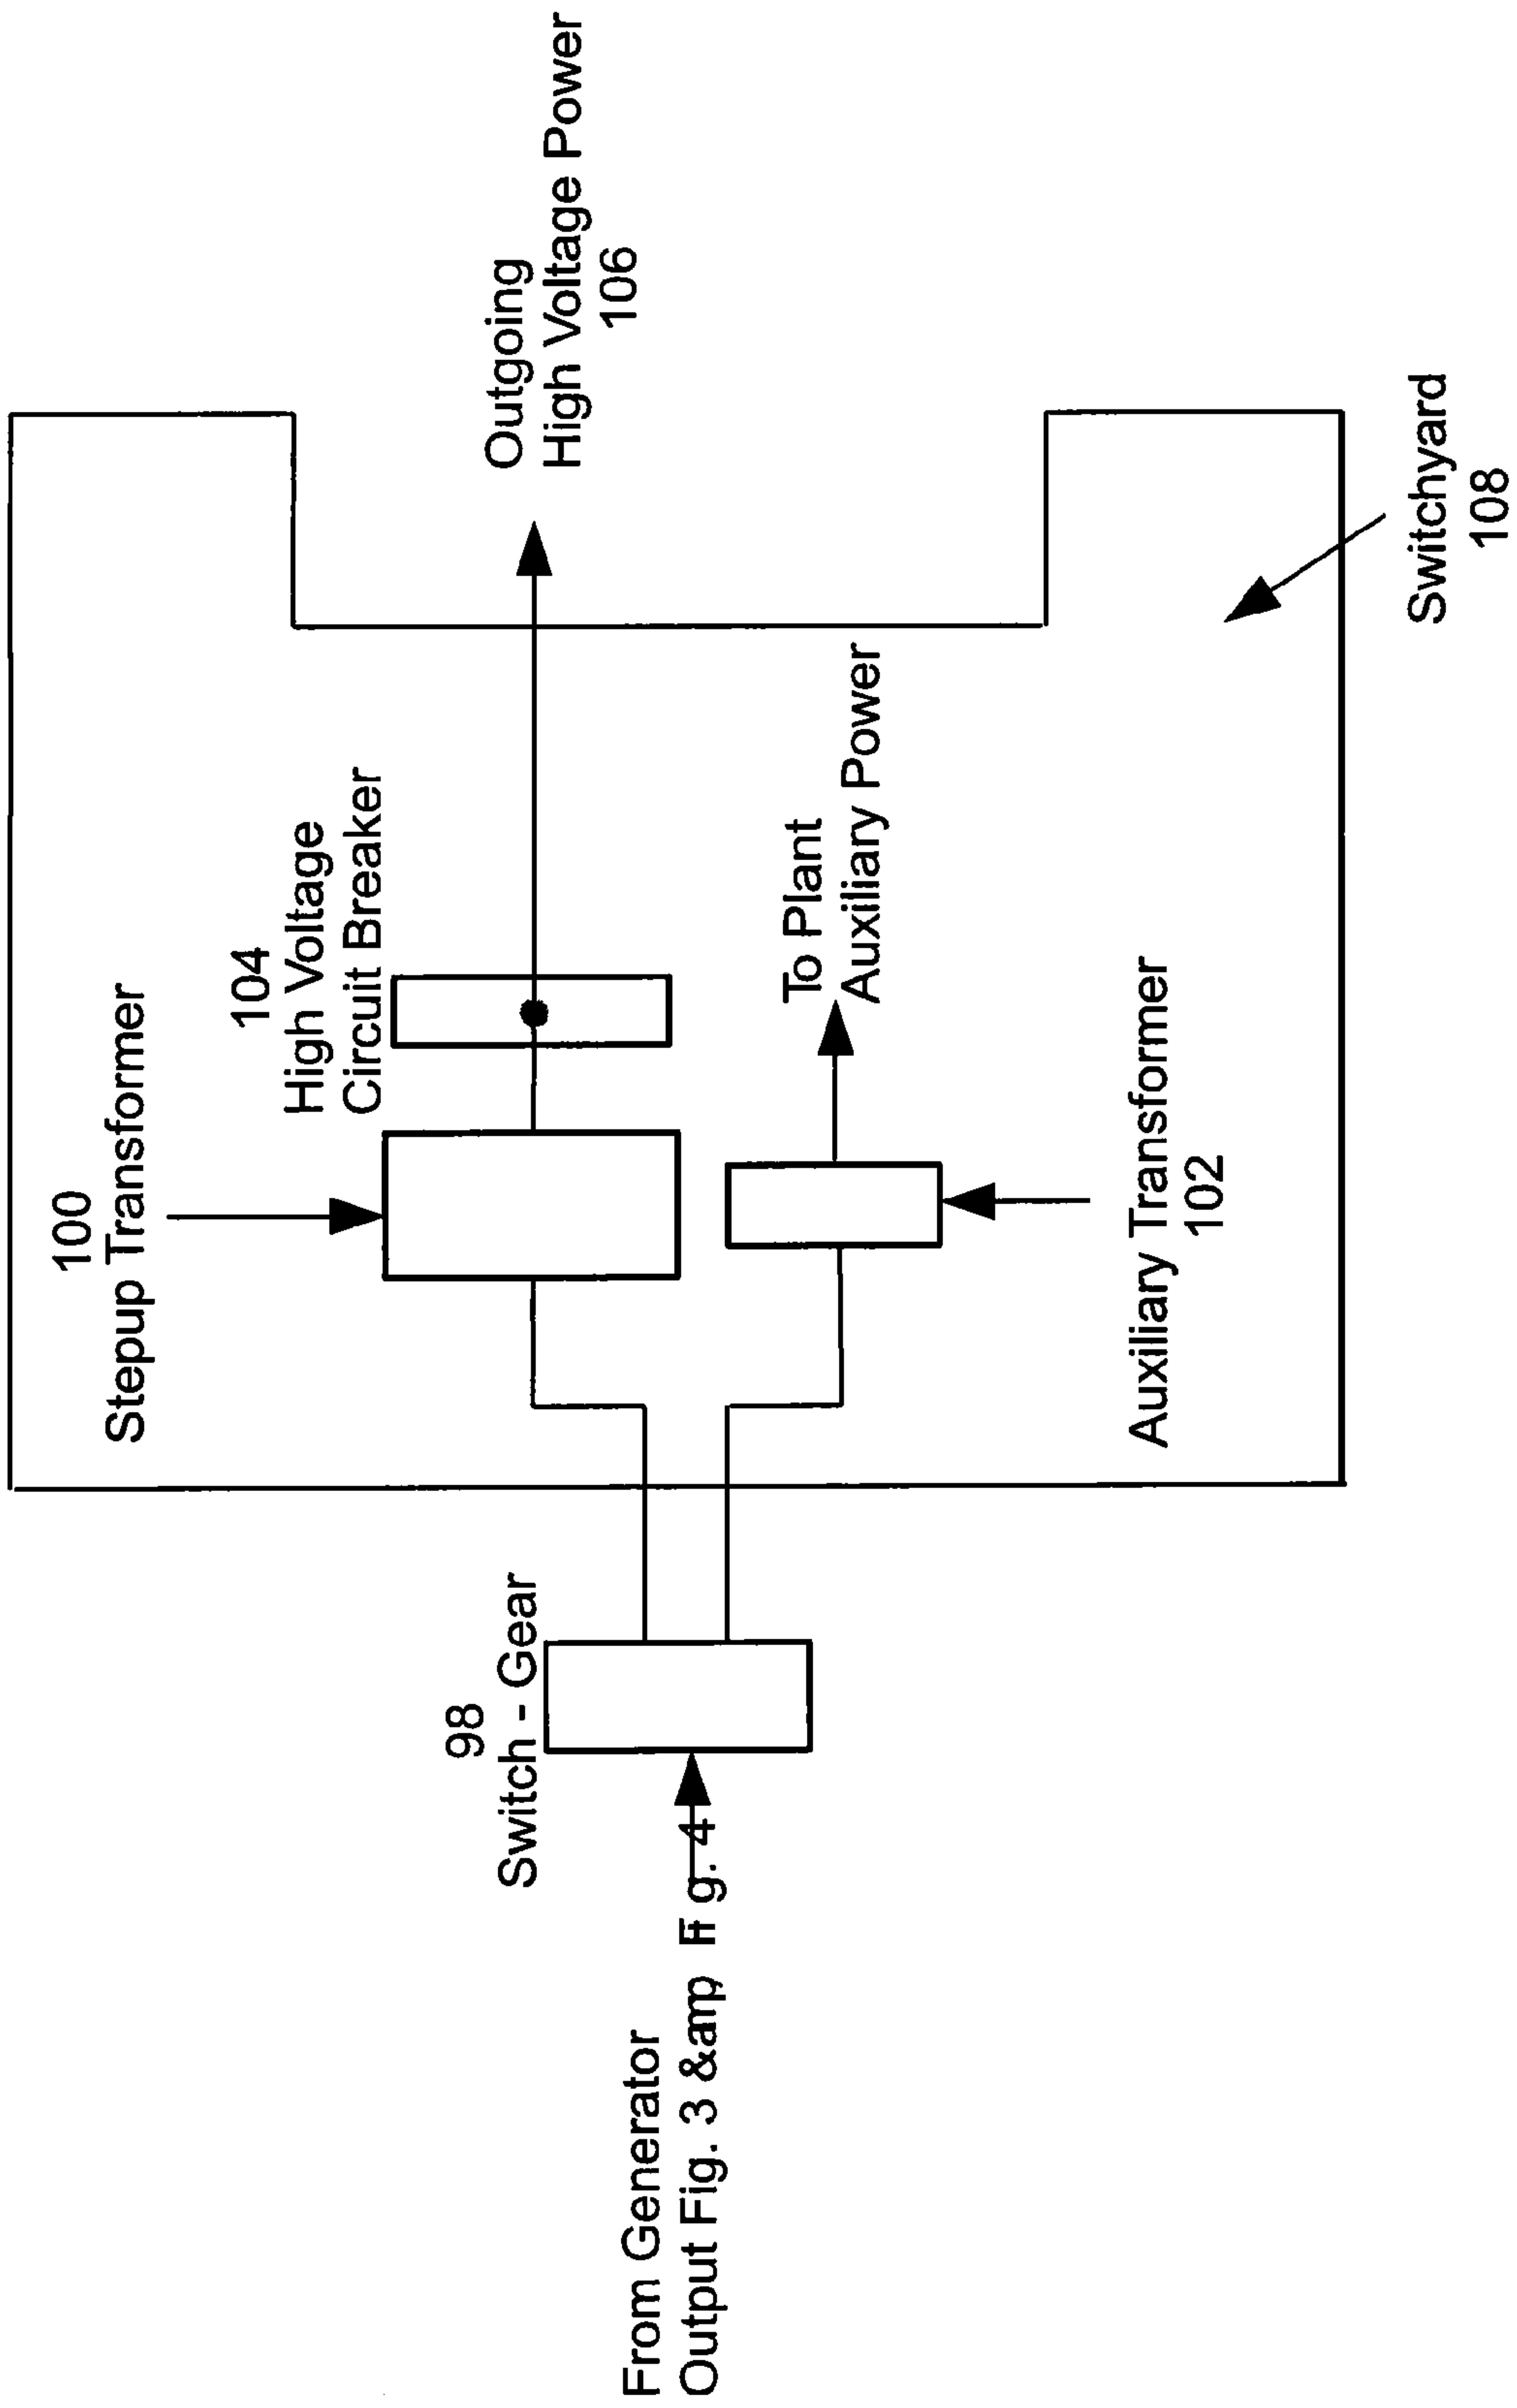 100
Stepup Transformer
104
High Voltage
Circuit Breaker
Outgoing
High Voltage Power
106
98
Switch - Gear
From Generator
Output Fig. 3 &amp Fig. 4
To Plant
Auxiliary Power
Auxiliary Transformer
102
Switchyard
108